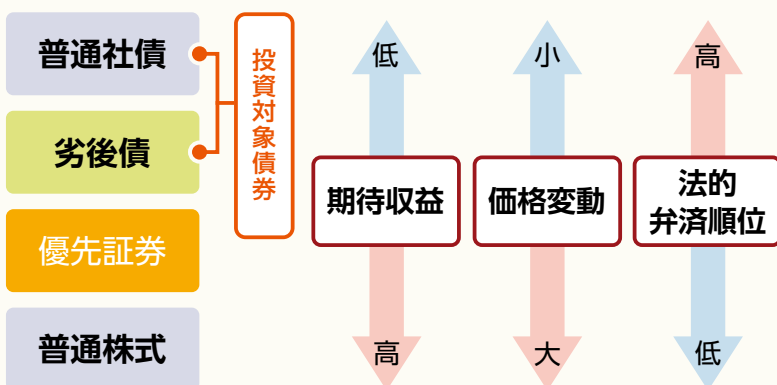 普通社債
劣後債
優先証券
普通株式
投資対象債券
低
期待収益
高
小
価格変動
大
高
法的
弁済順位
低